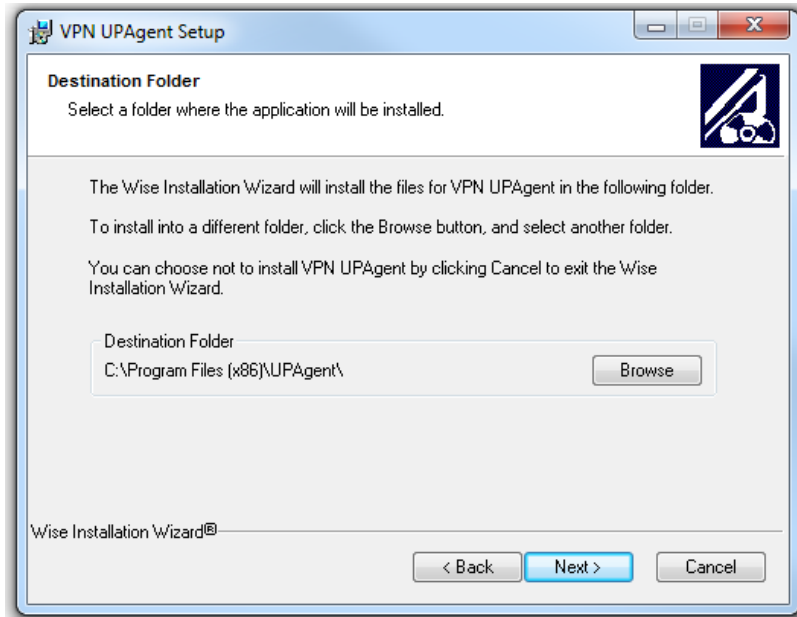 VPN UPAgent Setup
Destination Folder
Select a folder where the application will be installed.
The Wise Installation Wizard will install the files for VPN UPAgent in the following folder.
To install into a different folder, click the Browse button, and select another folder.
You can choose not to install VPN UPAgent by clicking Cancel to exit the Wise
Installation Wizard.
Destination Folder
C:\Program Files (x86)\UPAgent\
Browse
Wise Installation Wizard®
< Back
Next >
Cancel